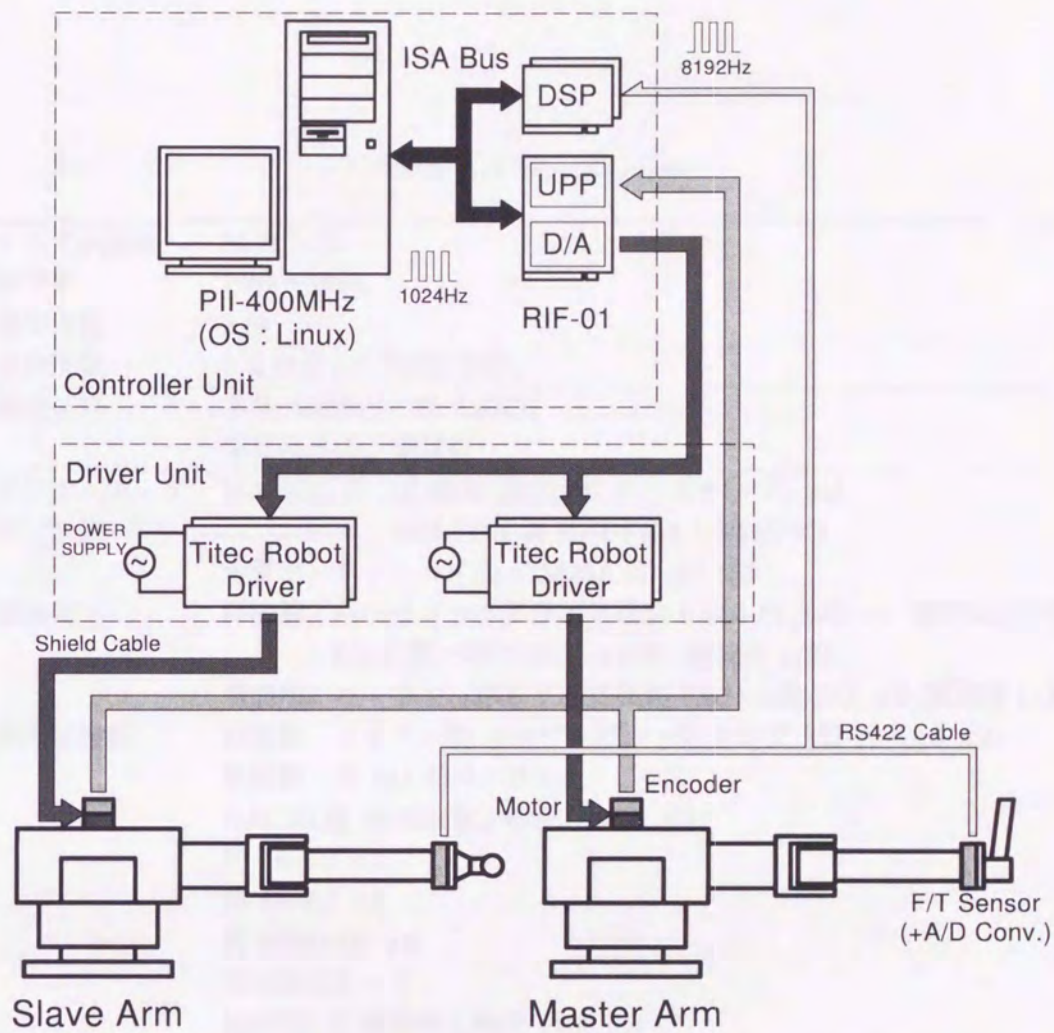 ISA Bus
8192Hz
DSP
UPP
D/A
1024Hz
PII-400MHz
(OS : Linux)
RIF-01
Controller Unit
Driver Unit
POWER
SUPPLY
Titec Robot
Driver
Titec Robot
Driver
Shield Cable
RS422 Cable
Encoder
Motor
F/T Sensor
(+A/D Conv.)
Slave Arm
Master Arm